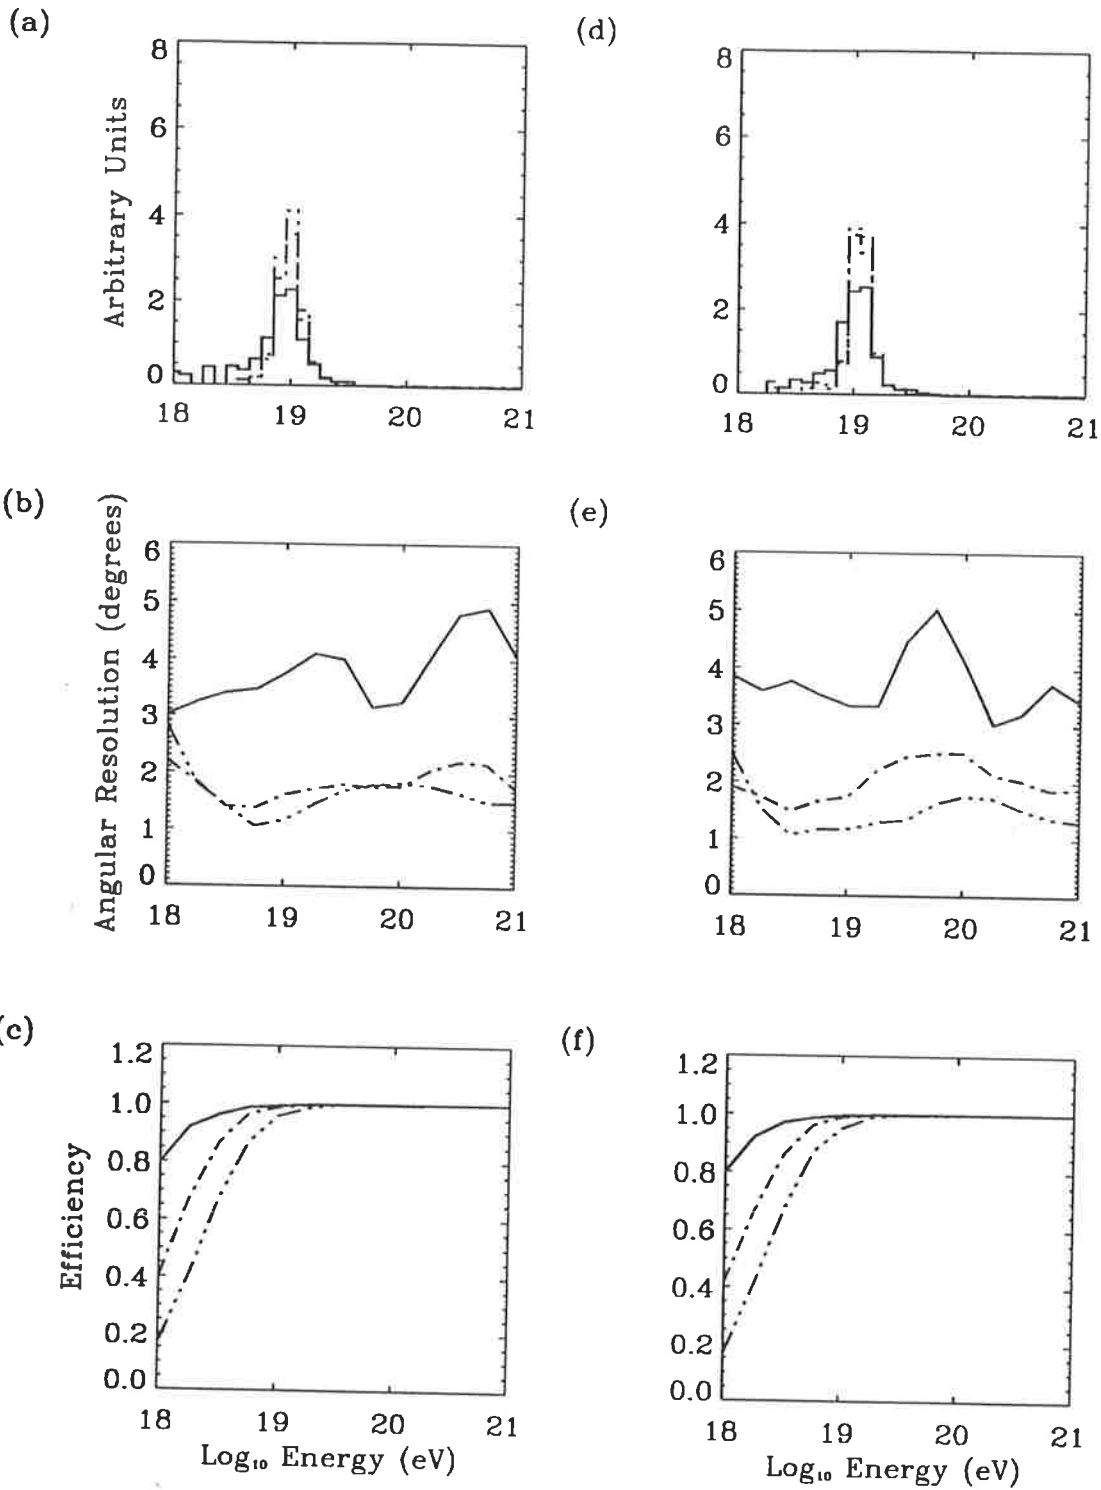 (a)
8
6
4
2
0
Arbitrary Units
18 19 20 21
(d)
8
6
4
2
0
18 19 20 21
(b)
6
5
4
3
2
1
0
Angular Resolution (degrees)
18 19 20 21
(e)
6
5
4
3
2
1
0
18 19 20 21
(c)
1.2
1.0
0.8
0.6
0.4
0.2
0.0
Efficiency
18 19 20 21
Log₁₀ Energy (eV)
(f)
1.2
1.0
0.8
0.6
0.4
0.2
0.0
18 19 20 21
Log₁₀ Energy (eV)